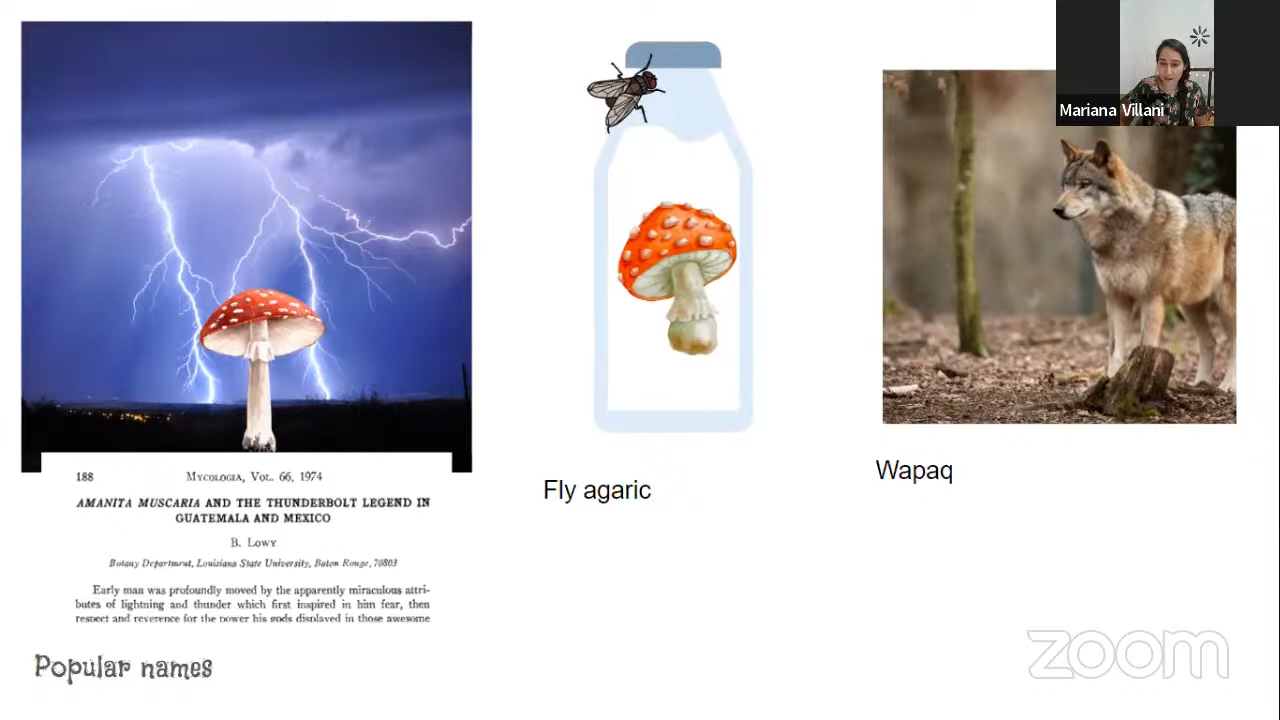 Mariana Villani
188 MYCOLOGIA, VOL. 66, 1974
AMANITA MUSCARIA AND THE THUNDERBOLT LEGEND IN
GUATEMALA AND MEXICO
B. LOWY
Botany Department, Louisiana State University, Baton Rouge, 70803
Early man was profoundly moved by the apparently miraculous attri-
butes of lightning and thunder which first inspired in him fear, then
respect and reverence for the power his gods displayed in those awesome
Fly agaric
Wapaq
Popular names
zoom